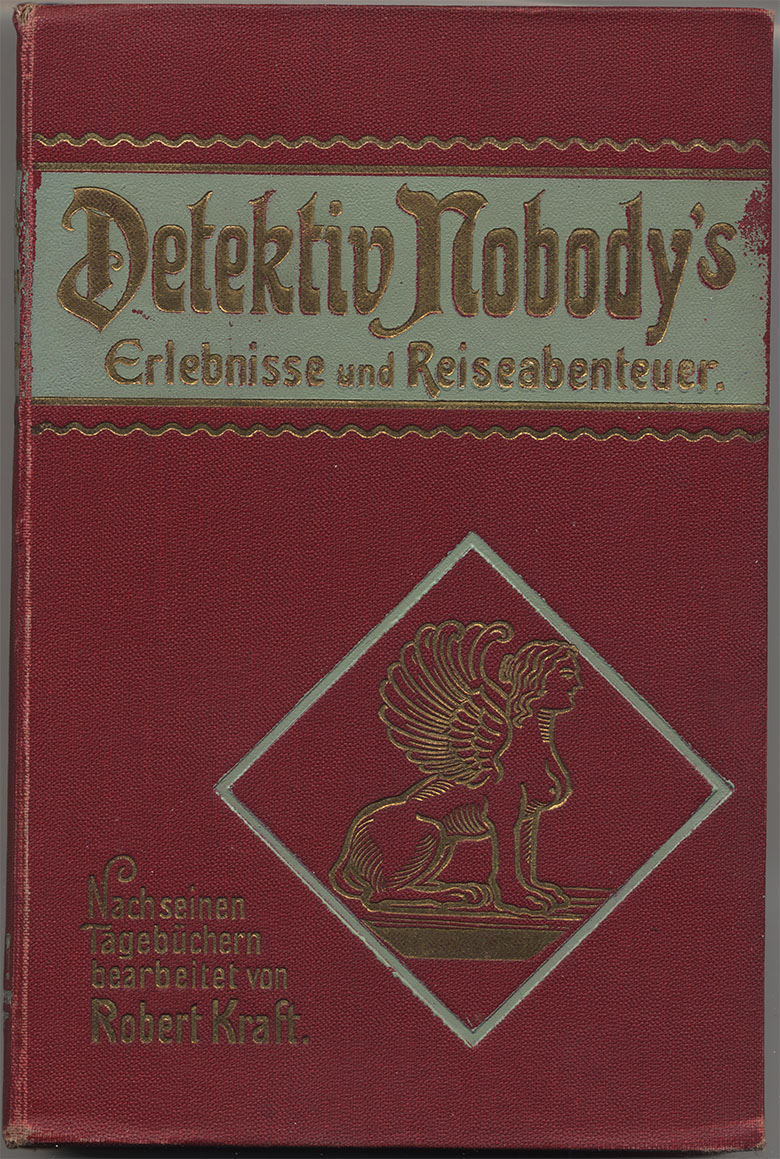 Detektiv Nobody's
Erlebnisse und Reiseabenteuer.
Nach seinen
Tagebüchern
bearbeitet von
Robert Kraft.